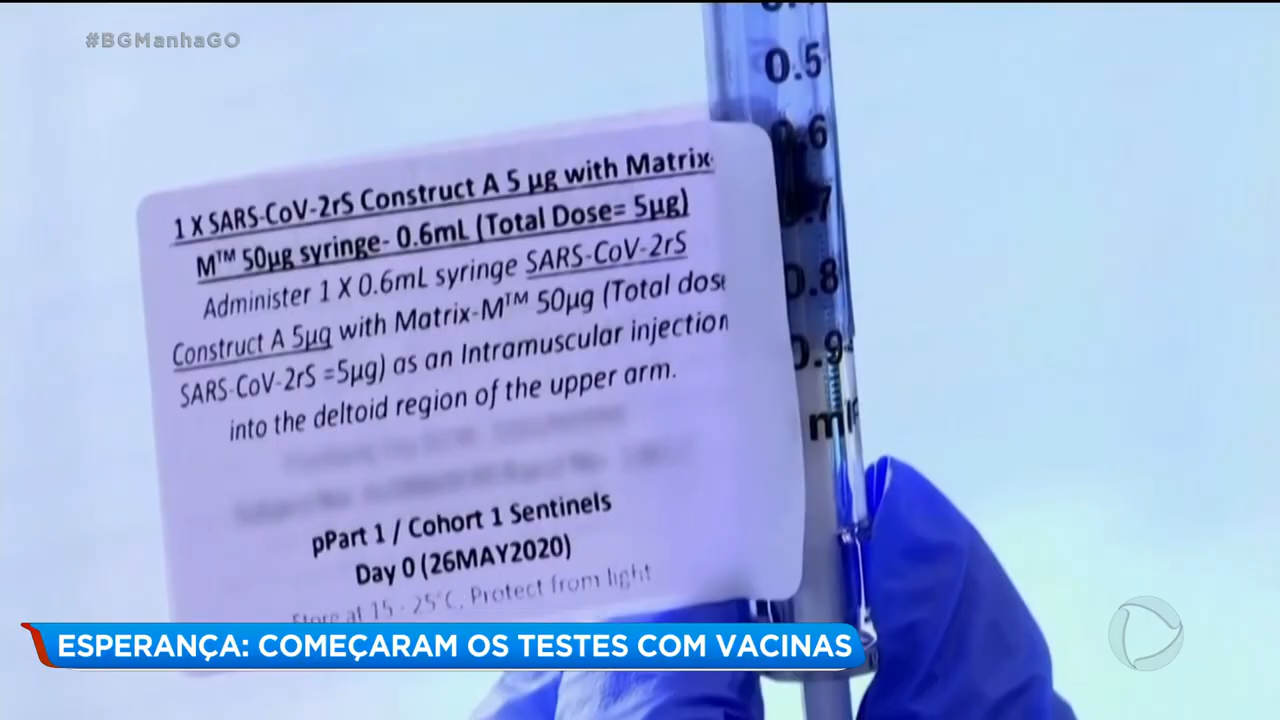 #BGManhaGO
0.5
0.6
0.8
0.9
1 X SARS-CoV-2rS Construct A 5 µg with Matrix-
M™ 50µg syringe- 0.6mL (Total Dose= 5µg)
Administer 1 X 0.6mL syringe SARS-CoV-2rS
Construct A 5µg with Matrix-M™ 50µg (Total dose
SARS-CoV-2rS =5µg) as an Intramuscular injection
into the deltoid region of the upper arm.
pPart 1 / Cohort 1 Sentinels
Day 0 (26MAY2020)
Store at 15 - 25°C. Protect from light
ESPERANÇA: COMEÇARAM OS TESTES COM VACINAS